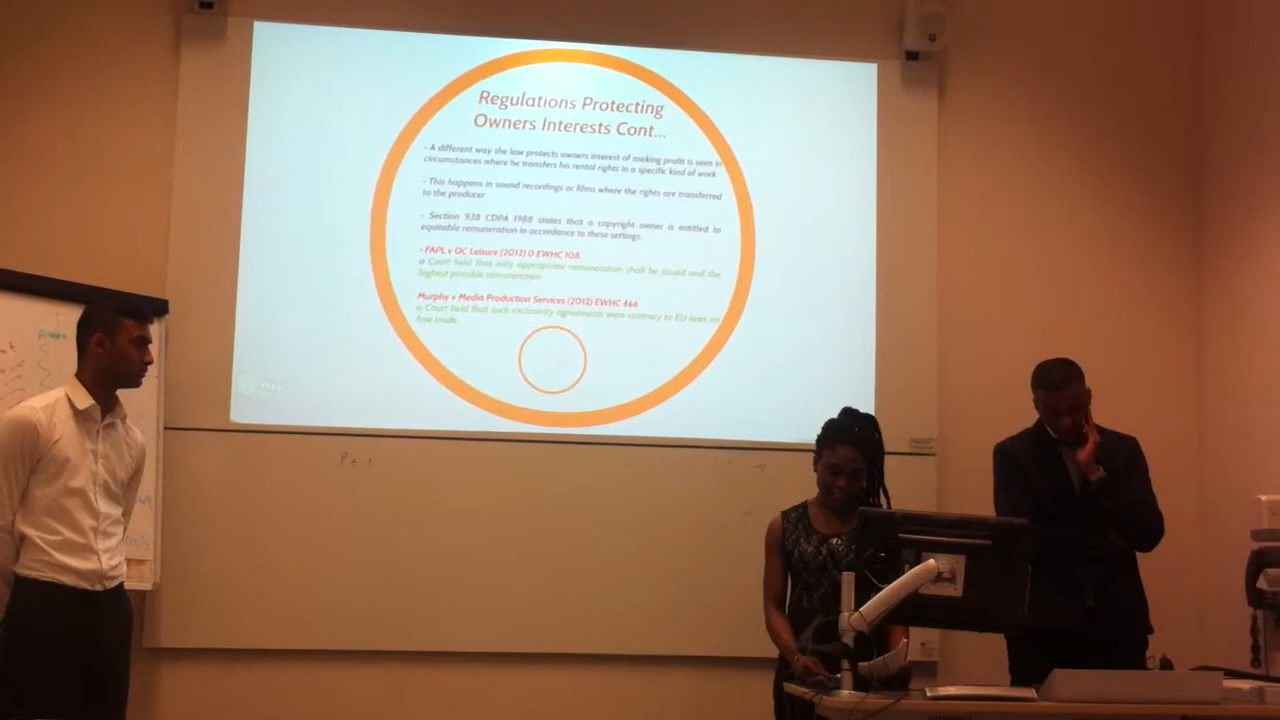 Regulations Protecting
Owners Interests Cont...
- A different way the law protects owners interest of making profit is seen in
circumstances where he transfers his rental rights in a specific kind of work.
- This happens in sound recordings or films where the rights are transferred
to the producer
- Section 93B CDPA 1988 states that a copyright owner is entitled to
equitable remuneration in accordance to these settings.
- FAPL v QC Leisure (2012) D EWHC 108
o Court held that only appropriate remuneration shall be issued and the
highest possible remuneration
Murphy v Media Production Services (2012) EWHC 466
o Court held that such exclusivity agreements were contrary to EU laws on
free trade.